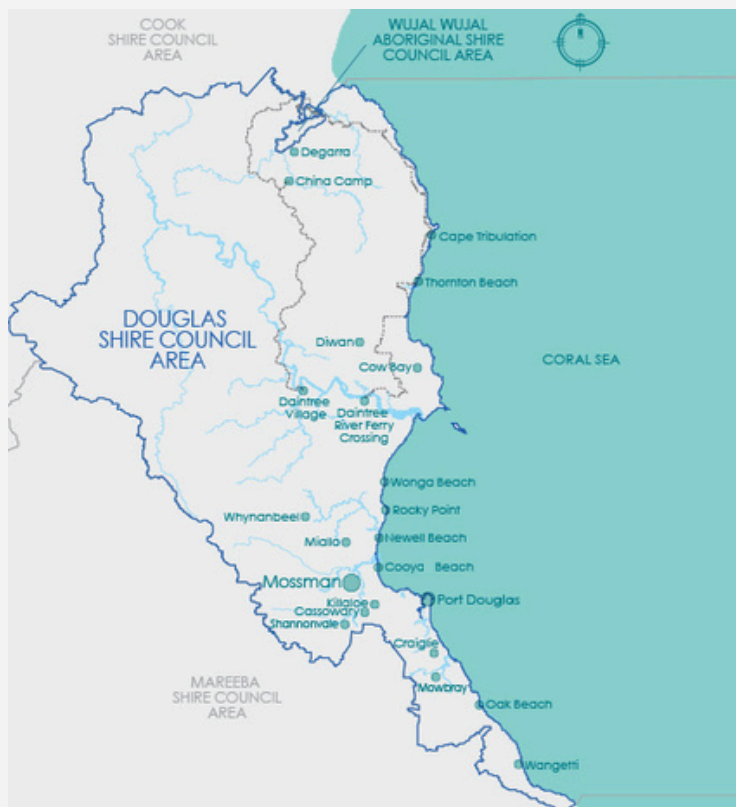 COOK
SHIRE COUNCIL
AREA
WUJAL WUJAL
ABORIGINAL SHIRE
COUNCIL AREA
N
Degarra
China Camp
Cape Tribulation
Thornton Beach
DOUGLAS
SHIRE COUNCIL
AREA
Diwan
CORAL SEA
Cow Bay
Daintree
Village
Daintree
River Ferry
Crossing
Wonga Beach
Rocky Point
Whynanbeel
Newell Beach
Miallo
Cooya Beach
Mossman
Port Douglas
Killaloe
Cassowary
Shannonvale
Craiglie
Mowbray
MAREEBA
SHIRE COUNCIL
AREA
Oak Beach
Wangetti